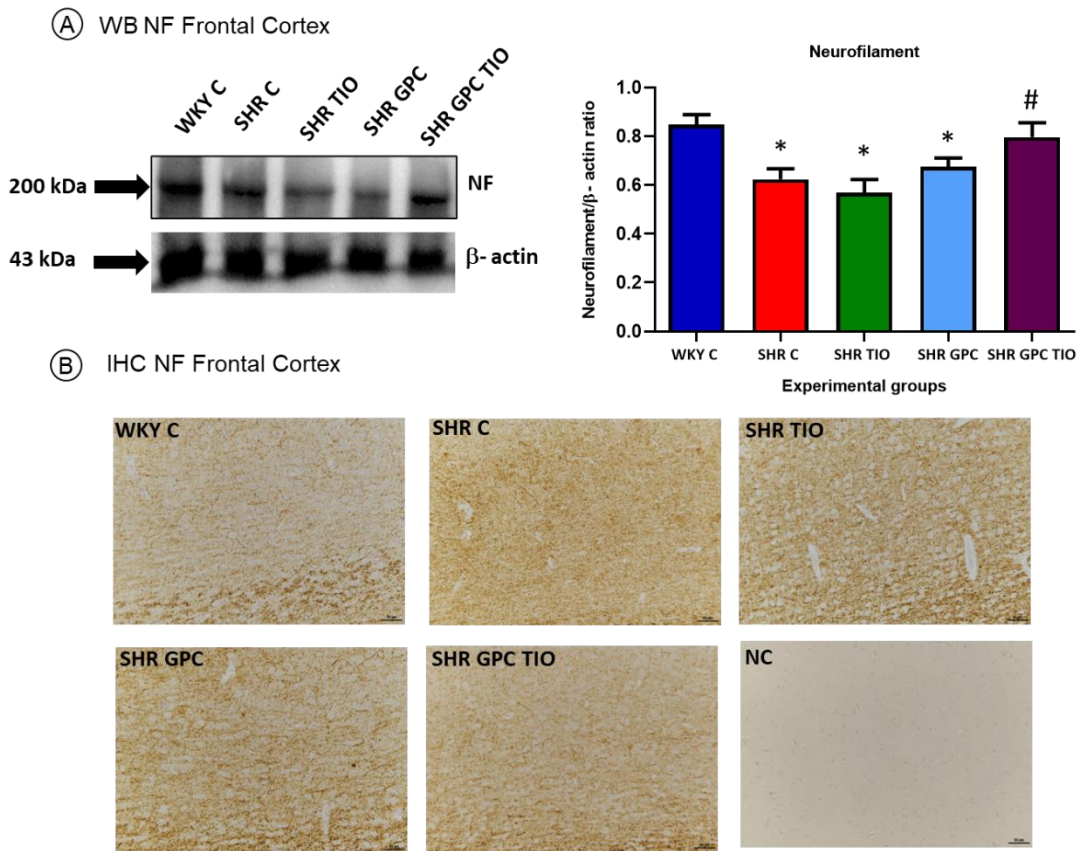 A WB NF Frontal Cortex
WKY C
SHR C
SHR TIO
SHR GPC
SHR GPC TIO
200 kDa
NF
43 kDa
β- actin
Neurofilament
Neurofilament/β- actin ratio
1.0
0.8
0.6
0.4
0.2
0.0
*
*
*
#
WKY C SHR C SHR TIO SHR GPC SHR GPC TIO
Experimental groups
B IHC NF Frontal Cortex
WKY C
SHR C
SHR TIO
SHR GPC
SHR GPC TIO
NC